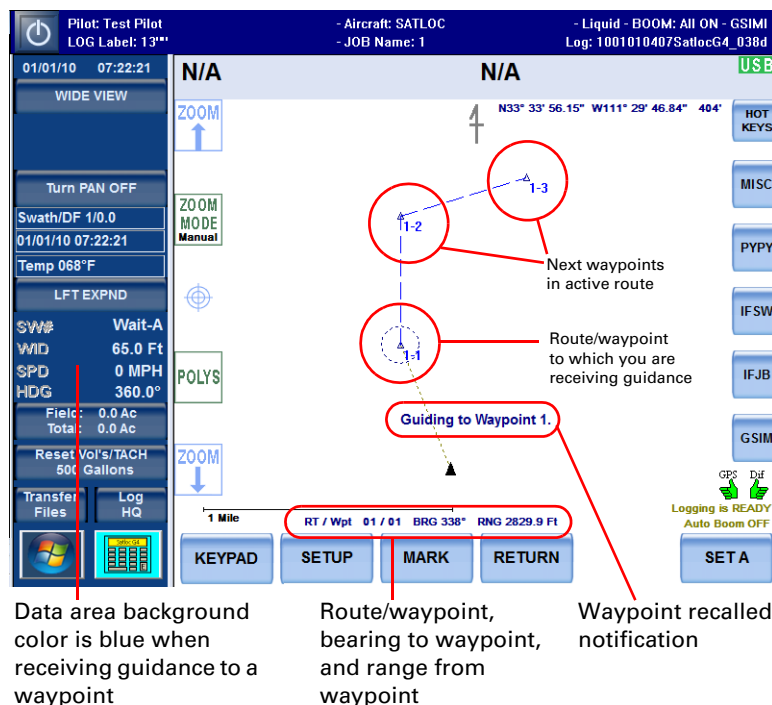 Pilot: Test Pilot
- Aircraft: SATLOC
- Liquid - BOOM: All ON - GSIMI
LOG Label: 13""
- JOB Name: 1
Log: 1001010407SatlocG4_038d
01/01/10 07:22:21
N/A
N/A
USB
WIDE VIEW
ZOOM
N33° 33' 56.15" W111° 29' 46.84" 404'
HOT
KEYS
Turn PAN OFF
1-3
MISC
Swath/DF 1/0.0
ZOOM
MODE
Manual
1-2
01/01/10 07:22:21
PYPY
Temp 068°F
Next waypoints
in active route
LFT EXPND
IFSW
SW# Wait-A
WID 65.0 Ft
SPD 0 MPH
HDG 360.0°
1-1
Route/waypoint
to which you are
receiving guidance
POLYS
IFJB
Field: 0.0 Ac
Total: 0.0 Ac
Guiding to Waypoint 1.
GSIM
Reset Vol's/TACH
500 Gallons
ZOOM
GPS Dif
Transfer
Files
Log
HQ
Logging is READY
Auto Boom OFF
1 Mile
RT / Wpt 01 / 01 BRG 338° RNG 2829.9 Ft
Satloc G4
KEYPAD
SETUP
MARK
RETURN
SET A
Data area background
color is blue when
receiving guidance to a
waypoint
Route/waypoint,
bearing to waypoint,
and range from
waypoint
Waypoint recalled
notification